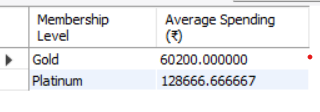 Membership Level Average Spending (₹)
Gold 60200.000000
Platinum 128666.666667